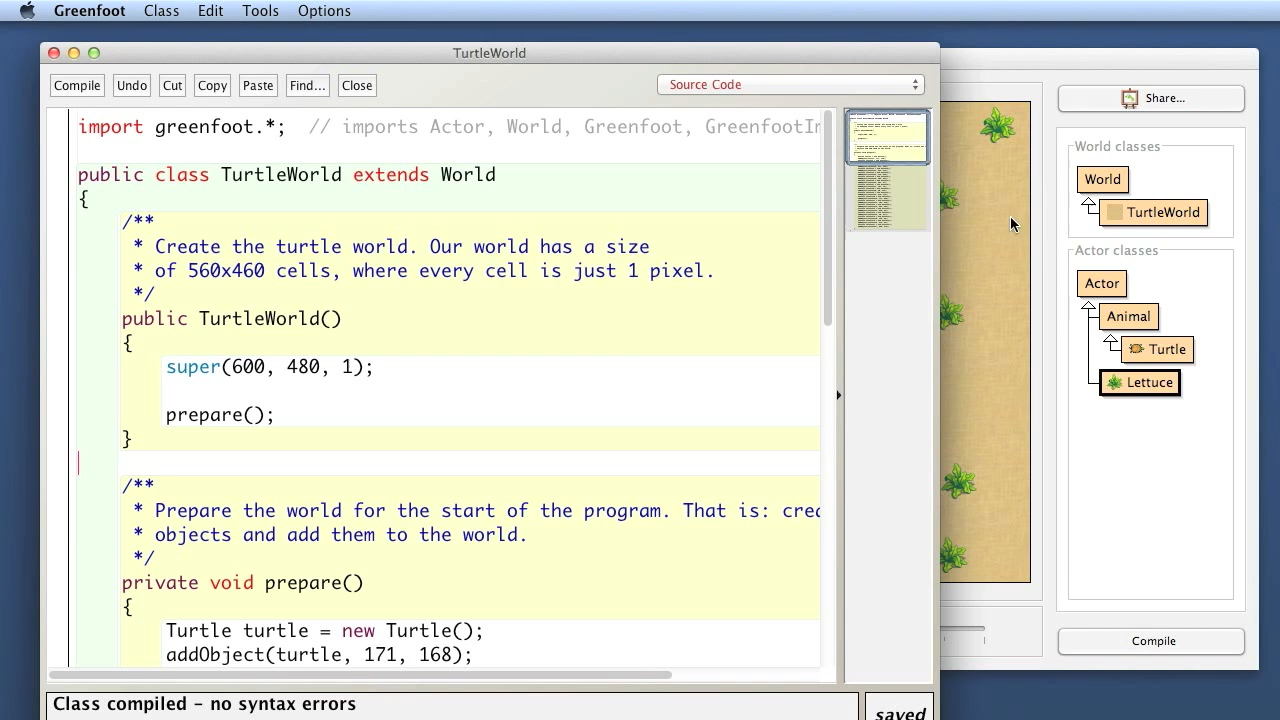 Greenfoot Class Edit Tools Options
TurtleWorld
Compile Undo Cut Copy Paste Find... Close Source Code
import greenfoot.*; // imports Actor, World, Greenfoot, GreenfootIm
public class TurtleWorld extends World
{
/**
* Create the turtle world. Our world has a size
* of 560x460 cells, where every cell is just 1 pixel.
*/
public TurtleWorld()
{
super(600, 480, 1);
prepare();
}
/**
* Prepare the world for the start of the program. That is: crea
* objects and add them to the world.
*/
private void prepare()
{
Turtle turtle = new Turtle();
addObject(turtle, 171, 168);
Class compiled - no syntax errors
saved
Share...
World classes
World
TurtleWorld
Actor classes
Actor
Animal
Turtle
Lettuce
Compile